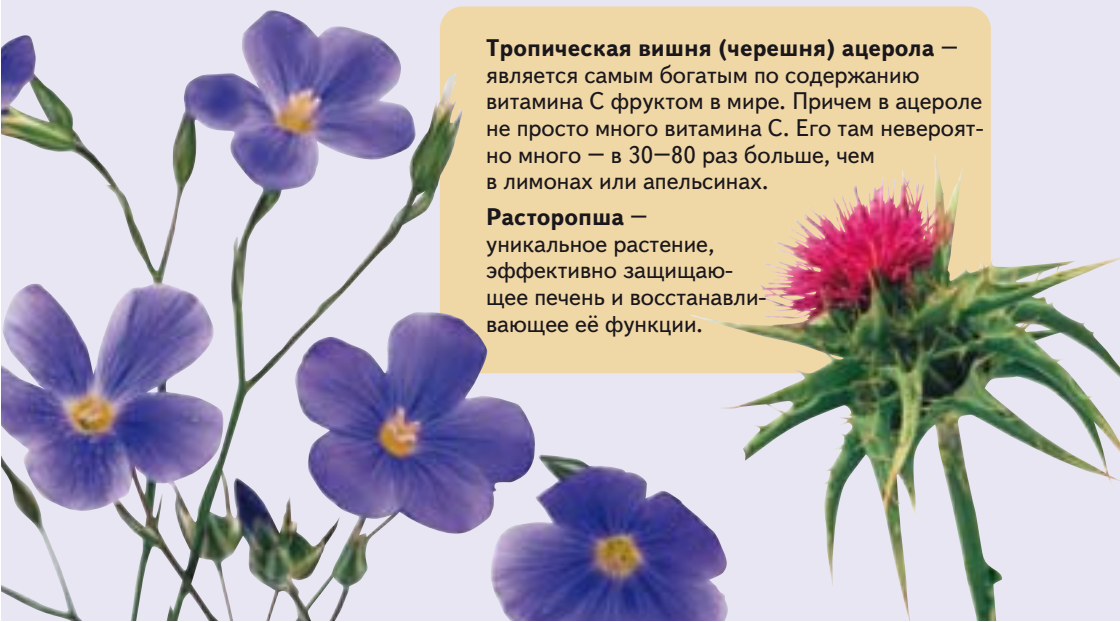 Тропическая вишня (черешня) ацерола —
является самым богатым по содержанию
витамина С фруктом в мире. Причем в ацероле
не просто много витамина С. Его там невероят-
но много — в 30—80 раз больше, чем
в лимонах или апельсинах.
Расторопша —
уникальное растение,
эффективно защищаю-
щее печень и восстанавли-
вающее её функции.